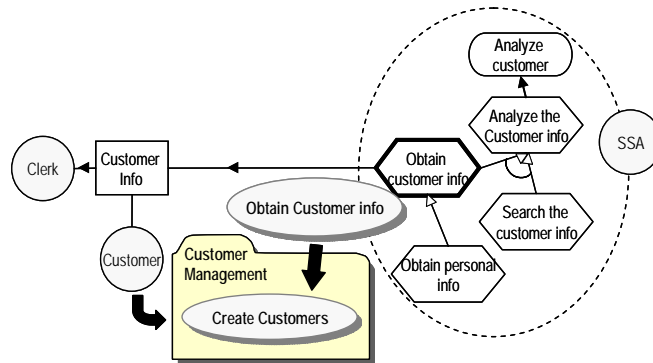 Analyze
customer
Analyze the
Customer info
SSA
Clerk
Customer
Info
Obtain
customer info
Search the
customer info
Obtain Customer info
Customer
Obtain personal
info
Customer
Management
Create Customers